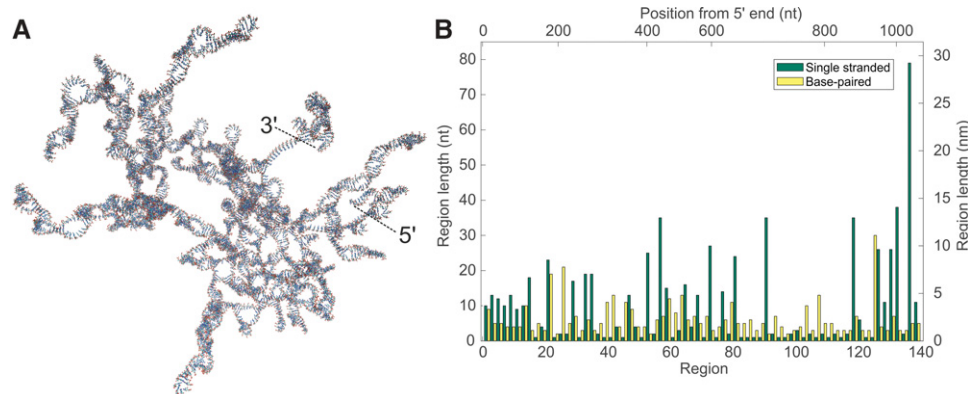 A
3'
5'
B
Position from 5' end (nt)
0 200 400 600 800 1000
Single stranded
Base-paired
Region length (nt)
80
70
60
50
40
30
20
10
0
0 20 40 60 80 100 120 140
Region
30
25
20
15
10
5
0
Region length (nm)